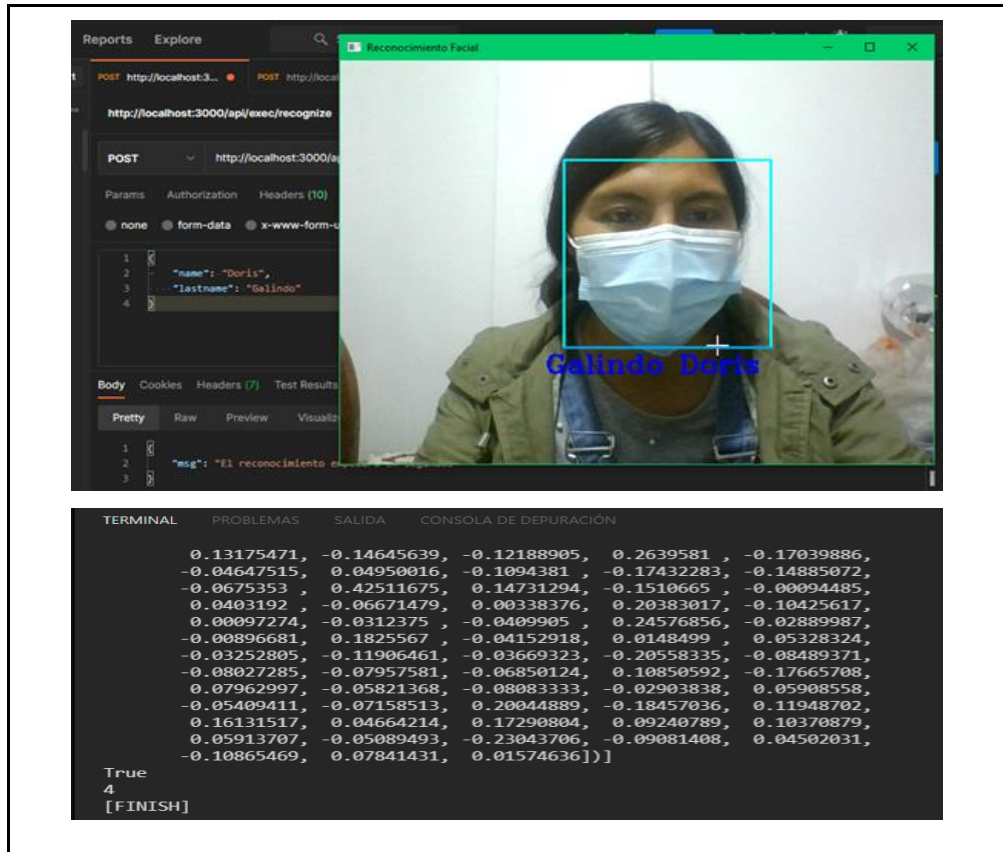 Reports Explore
Reconocimiento Facial
POST http://localhost:3... POST http://local
http://localhost:3000/api/exec/recognize
POST http://localhost:3000/a
Params Authorization Headers (10)
none form-data x-www-form-u
1 {
2 "name": "Doris",
3 "lastname": "Galindo"
4 }
Galindo Doris
Body Cookies Headers (7) Test Results
Pretty Raw Preview Visualiz
1 {
2 "msg": "El reconocimiento
3 }
TERMINAL PROBLEMAS SALIDA CONSOLA DE DEPURACIÓN
0.13175471, -0.14645639, -0.12188905, 0.2639581 , -0.17039886,
-0.04647515, 0.04950016, -0.1094381 , -0.17432283, -0.14885072,
-0.0675353 , 0.42511675, 0.14731294, -0.1510665 , -0.00094485,
0.0403192 , -0.06671479, 0.00338376, 0.20383017, -0.10425617,
0.00097274, -0.0312375 , -0.0409905 , 0.24576856, -0.02889987,
-0.00896681, 0.1825567 , -0.04152918, 0.0148499 , 0.05328324,
-0.03252805, -0.11906461, -0.03669323, -0.20558335, -0.08489371,
-0.08027285, -0.07957581, -0.06850124, 0.10850592, -0.17665708,
0.07962997, -0.05821368, -0.08083333, -0.02903838, 0.05908558,
-0.05409411, -0.07158513, 0.20044889, -0.18457036, 0.11948702,
0.16131517, 0.04664214, 0.17290804, 0.09240789, 0.10370879,
0.05913707, -0.05089493, -0.23043706, -0.09081408, 0.04502031,
-0.10865469, 0.07841431, 0.01574636])]
True
4
[FINISH]